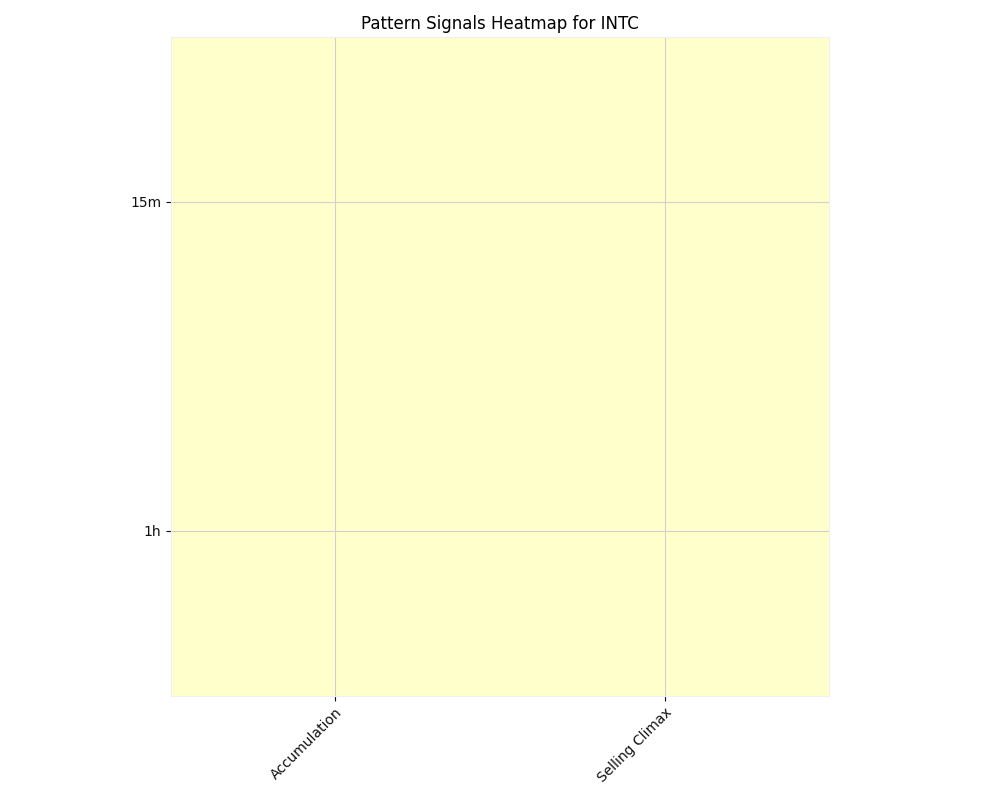 Pattern Signals Heatmap for INTC
15m
1h
Accumulation
Selling Climax